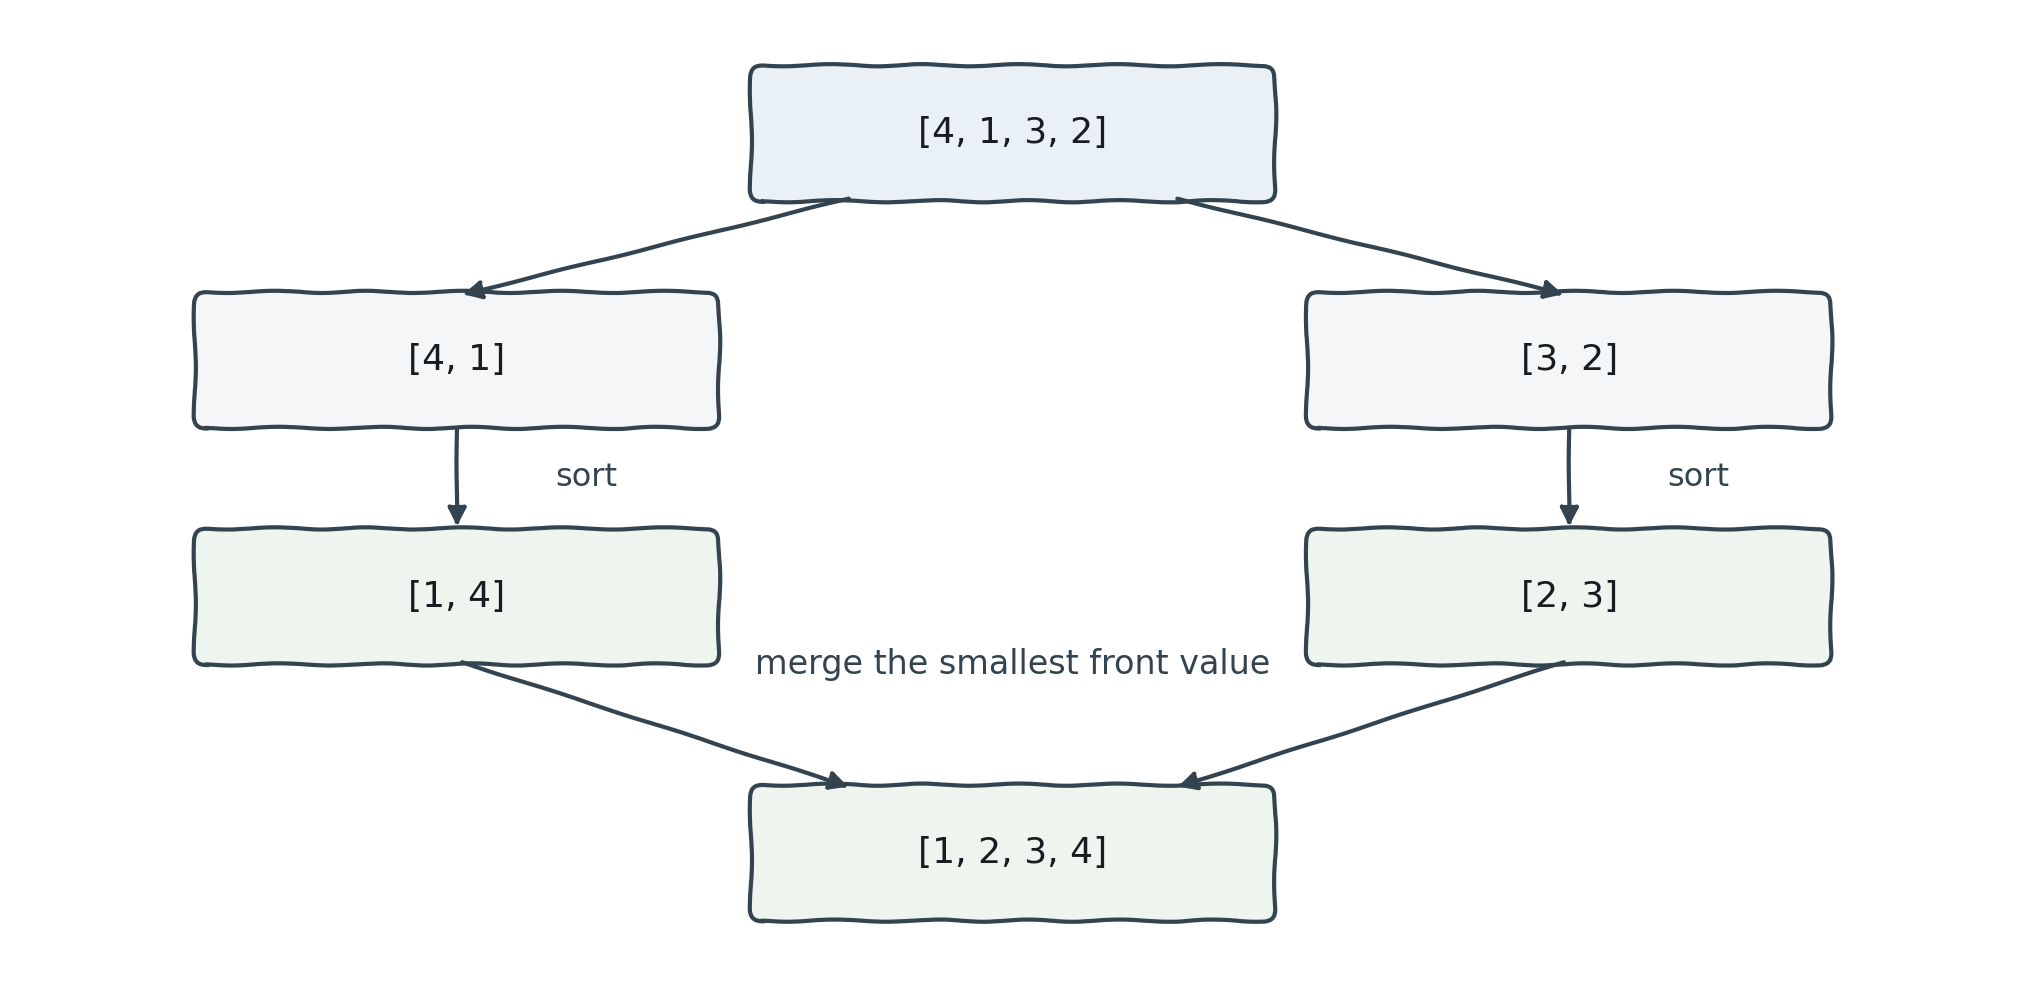 [4, 1, 3, 2]
[4, 1]
[3, 2]
sort
sort
[1, 4]
[2, 3]
merge the smallest front value
[1, 2, 3, 4]